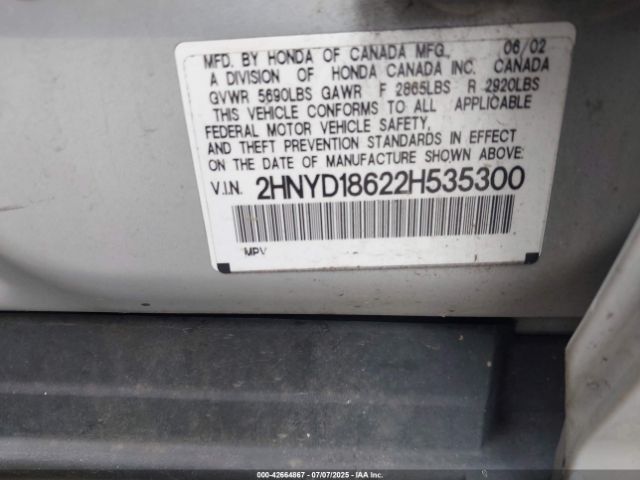 MFD. BY HONDA OF CANADA MFG. 06/02
A DIVISION OF HONDA CANADA INC. CANADA
GVWR 5690LBS GAWR F 2865LBS R 2920LBS
THIS VEHICLE CONFORMS TO ALL APPLICABLE
FEDERAL MOTOR VEHICLE SAFETY,
AND THEFT PREVENTION STANDARDS IN EFFECT
ON THE DATE OF MANUFACTURE SHOWN ABOVE:
V.I.N. 2HNYD18622H535300
MPV
000-42664867 | 07/07/2025 - IAA Inc.